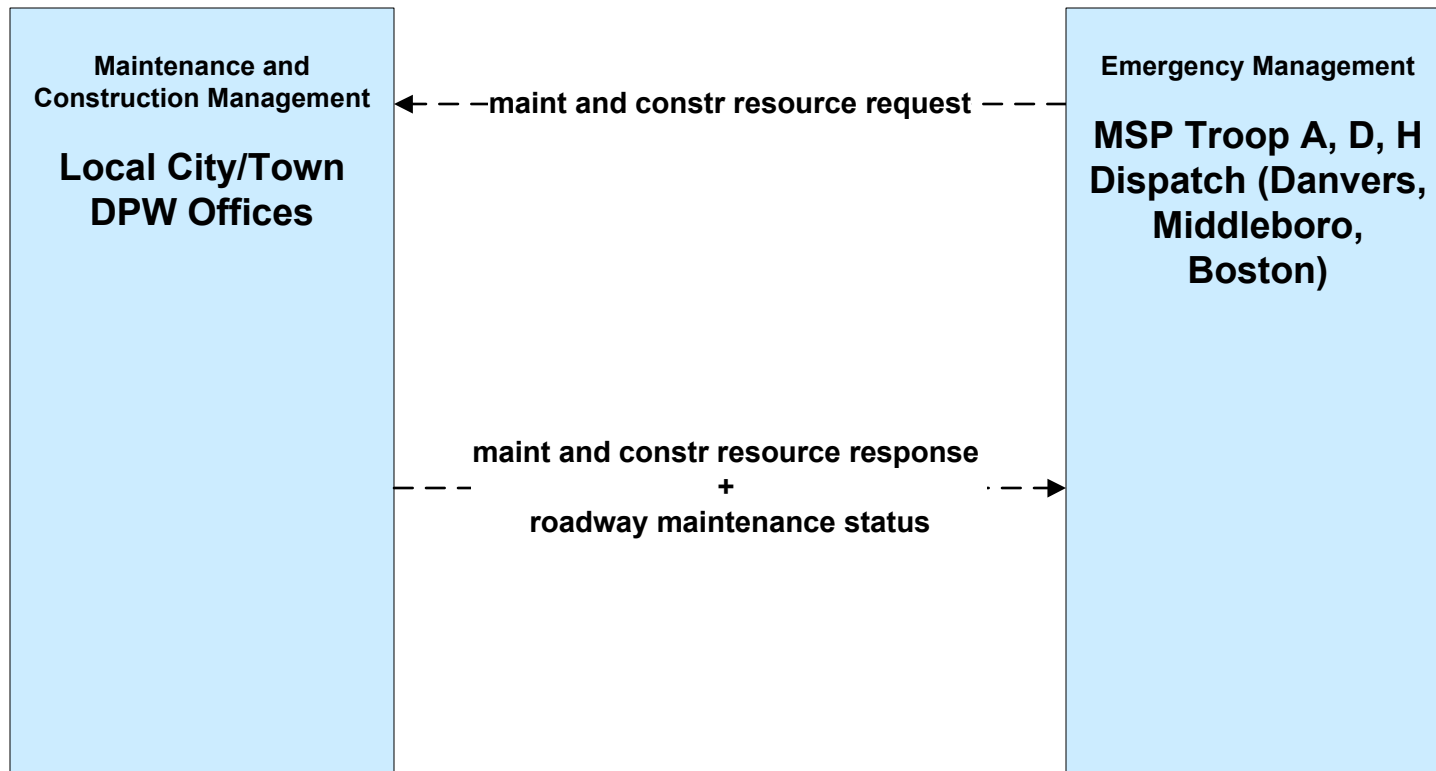 Maintenance and
Construction Management
Local City/Town
DPW Offices
maint and constr resource request
maint and constr resource response
+
roadway maintenance status
Emergency Management
MSP Troop A, D, H
Dispatch (Danvers,
Middleboro,
Boston)